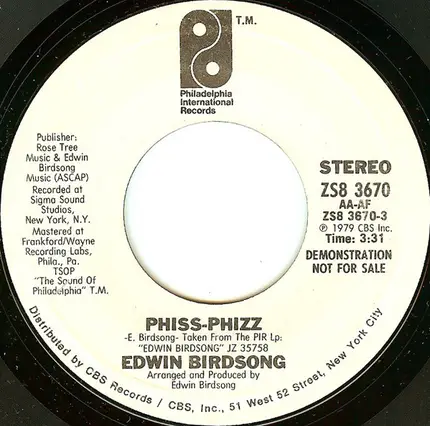 T.M.
Philadelphia
International
Records
Publisher:
Rose Tree
Music & Edwin
Birdsong
Music (ASCAP)
Recorded at
Sigma Sound
Studios,
New York, N.Y.
Mastered at
Frankford/Wayne
Recording Labs,
Phila., Pa.
TSOP
"The Sound Of
Philadelphia" T.M.
STEREO
ZS8 3670
AA-AF
ZS8 3670-3
℗ 1979 CBS Inc.
Time: 3:31
DEMONSTRATION
NOT FOR SALE
PHISS-PHIZZ
-E. Birdsong- Taken From The PIR Lp:
"EDWIN BIRDSONG" JZ 35758
EDWIN BIRDSONG
Arranged and Produced by
Edwin Birdsong
Distributed by CBS Records / CBS, Inc., 51 West 52 Street, New York City